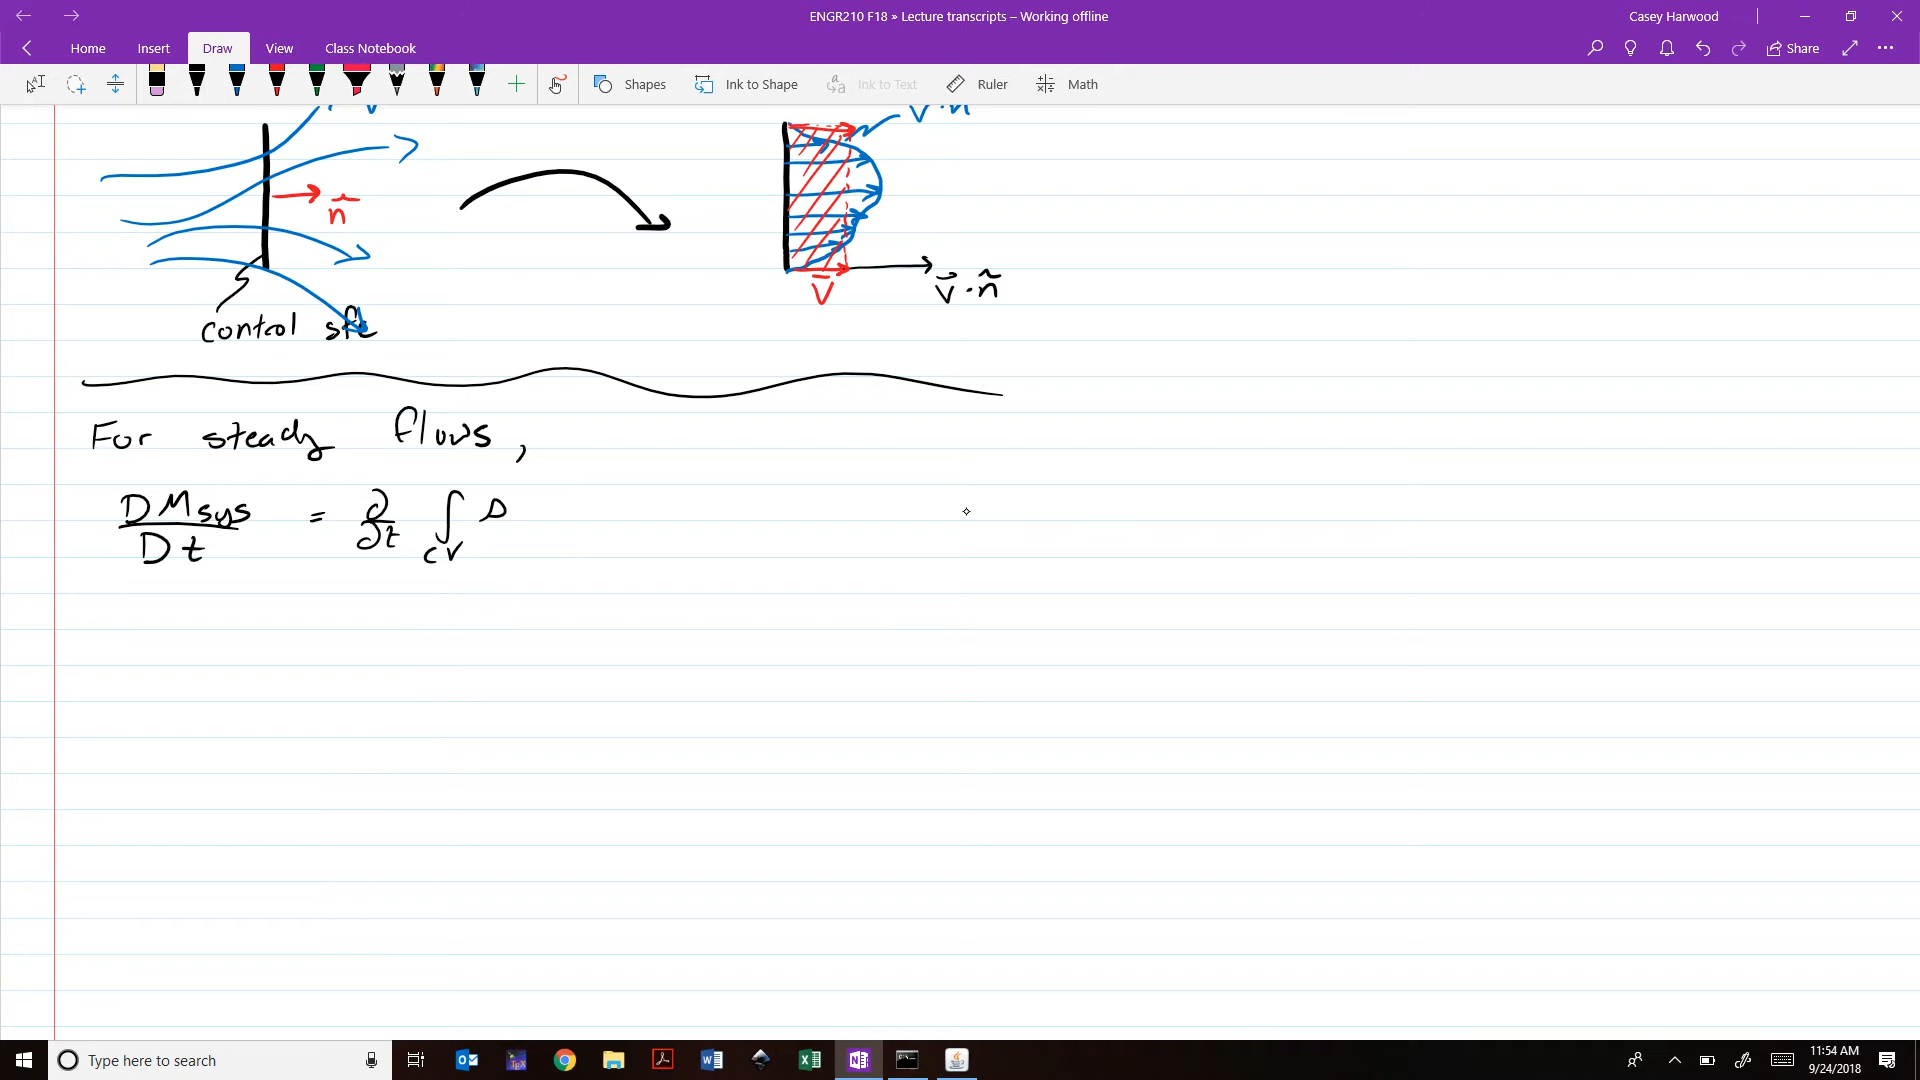 ENGR210 F18 » Lecture transcripts – Working offline
Casey Harwood
Home Insert Draw View Class Notebook
Share
Shapes Ink to Shape Ink to Text Ruler Math
n
V
V · n
control sfc
For steady flows,
DMsys/Dt = ∂/∂t ∫CV
Type here to search
11:54 AM
9/24/2018